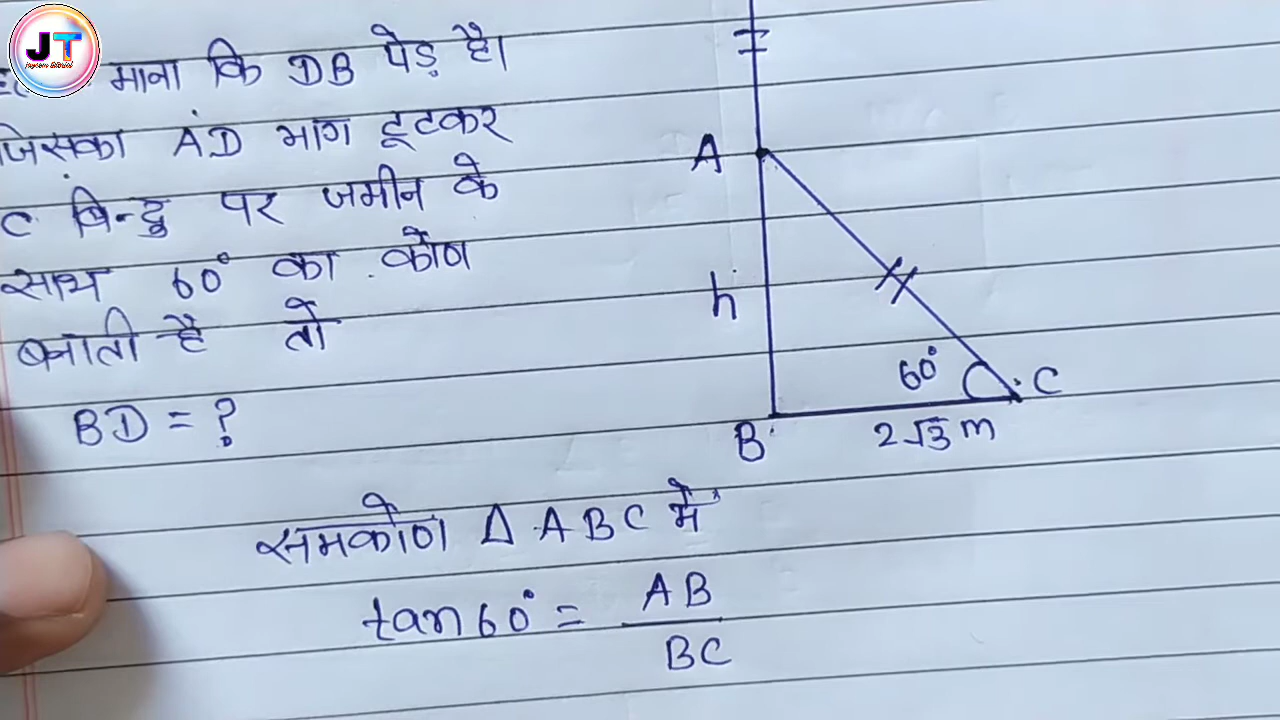 JT
माना कि DB पेड़ है।
जिसका AD भाग टूटकर
C बिन्दु पर जमीन के
साथ 60° का कोण
बनाती है तो
BD = ?
A
h
60°
C
B
2√3 m
समकोण Δ ABC में
tan 60° = AB
BC